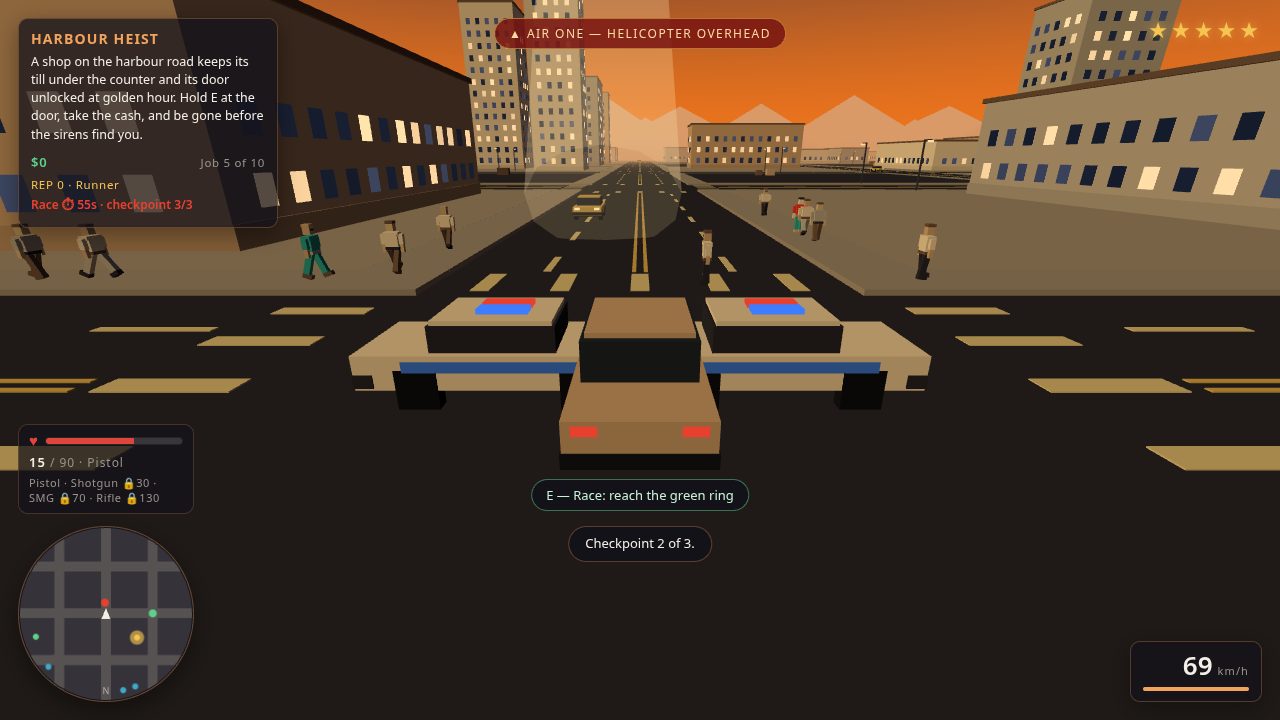 HARBOUR HEIST
A shop on the harbour road keeps its
till under the counter and its door
unlocked at golden hour. Hold E at the
door, take the cash, and be gone before
the sirens find you.
$0 Job 5 of 10
REP 0 · Runner
Race ⏱ 55s · checkpoint 3/3
▲ AIR ONE — HELICOPTER OVERHEAD
★★★★★
♥
15 / 90 · Pistol
Pistol · Shotgun 🔒30 ·
SMG 🔒70 · Rifle 🔒130
E — Race: reach the green ring
Checkpoint 2 of 3.
N
69 km/h